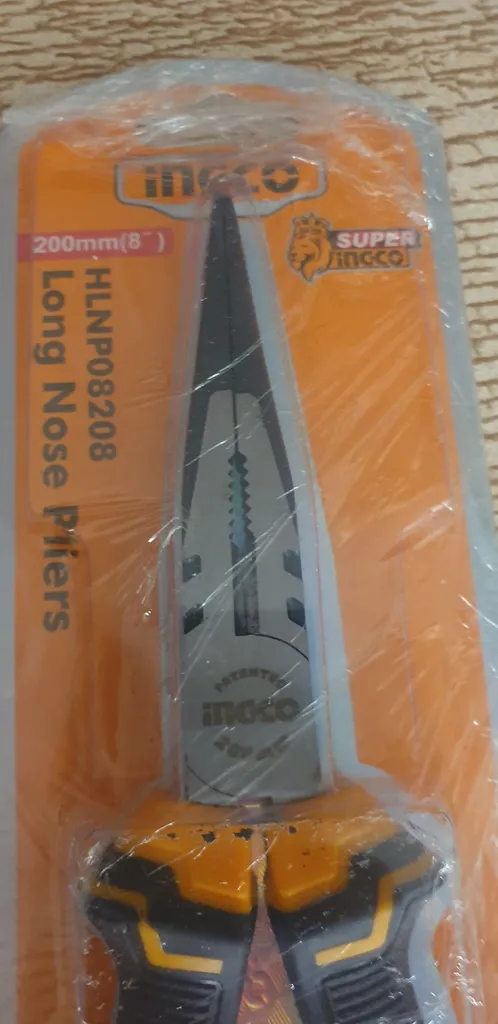 INGCO
200mm(8")
SUPER
INGCO
HLNP08208
Long Nose Pliers
PATENTED
INGCO